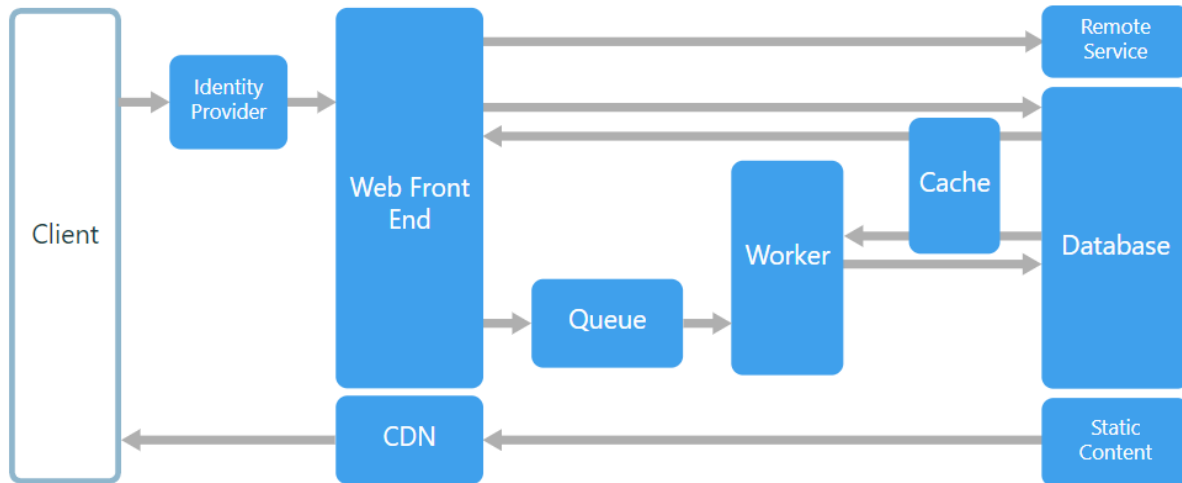 Remote
Service
Identity
Provider
Web Front
End
Cache
Client
Worker
Database
Queue
CDN
Static
Content